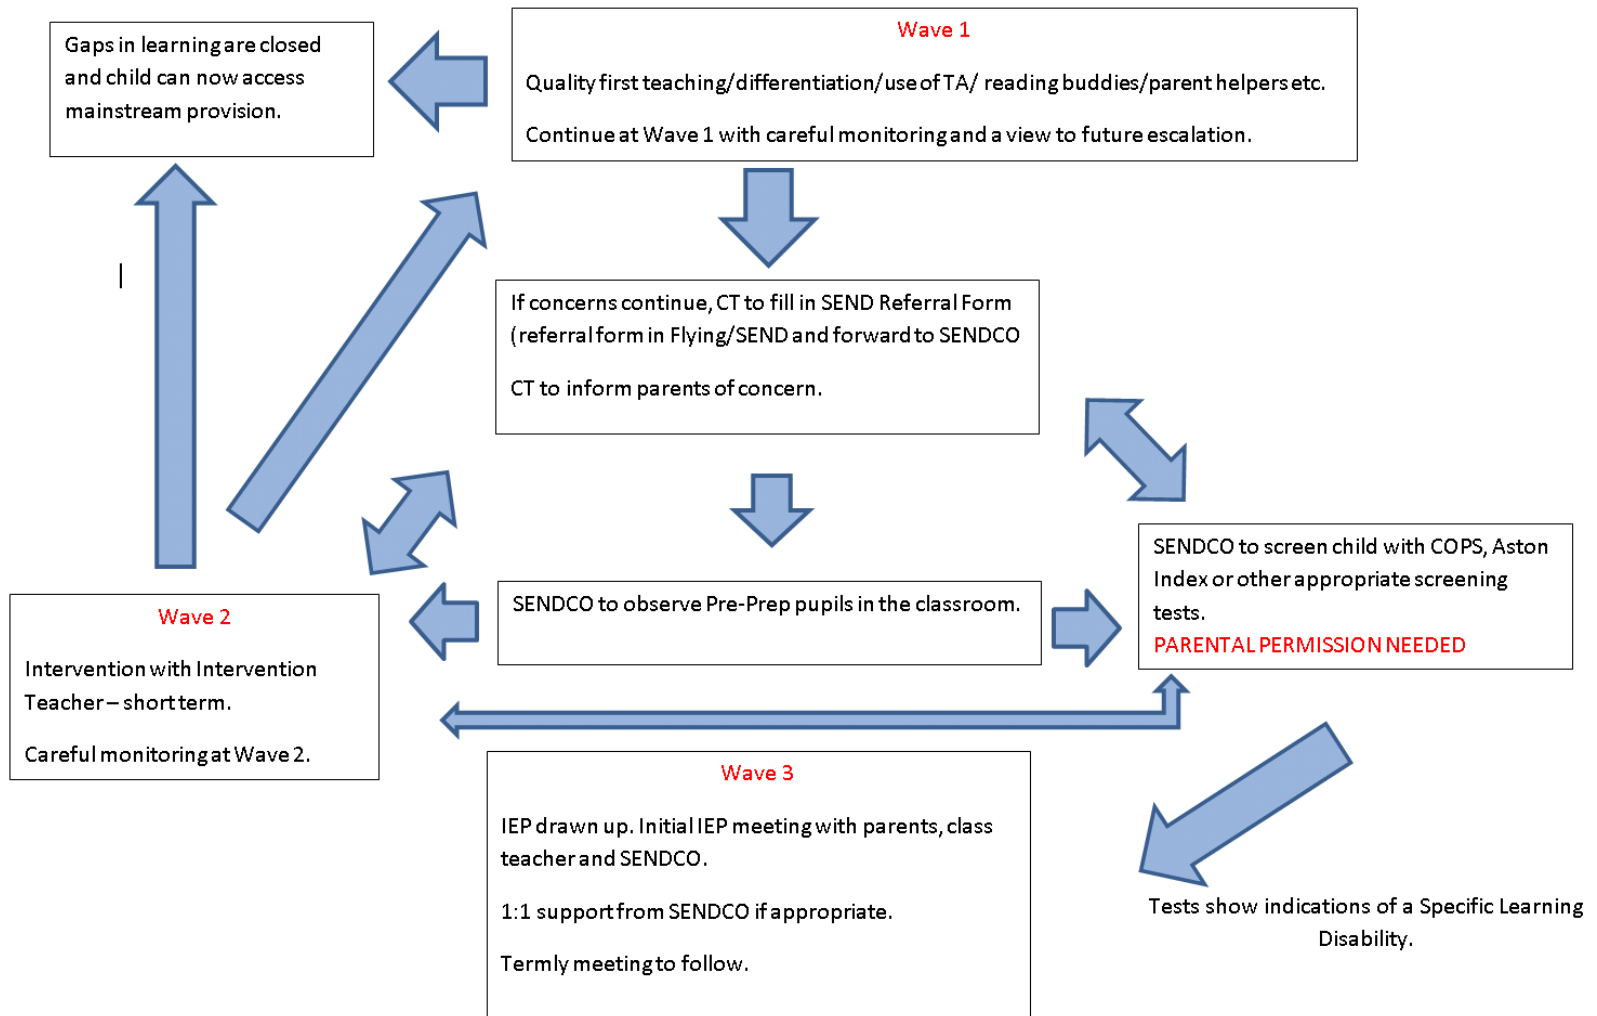 Gaps in learning are closed
and child can now access
mainstream provision.
Wave 1
Quality first teaching/differentiation/use of TA/ reading buddies/parent helpers etc.
Continue at Wave 1 with careful monitoring and a view to future escalation.
If concerns continue, CT to fill in SEND Referral Form
(referral form in Flying/SEND and forward to SENDCO
CT to inform parents of concern.
SENDCO to observe Pre-Prep pupils in the classroom.
SENDCO to screen child with COPS, Aston
Index or other appropriate screening
tests.
PARENTAL PERMISSION NEEDED
Wave 2
Intervention with Intervention
Teacher – short term.
Careful monitoring at Wave 2.
Wave 3
IEP drawn up. Initial IEP meeting with parents, class
teacher and SENDCO.
1:1 support from SENDCO if appropriate.
Termly meeting to follow.
Tests show indications of a Specific Learning
Disability.